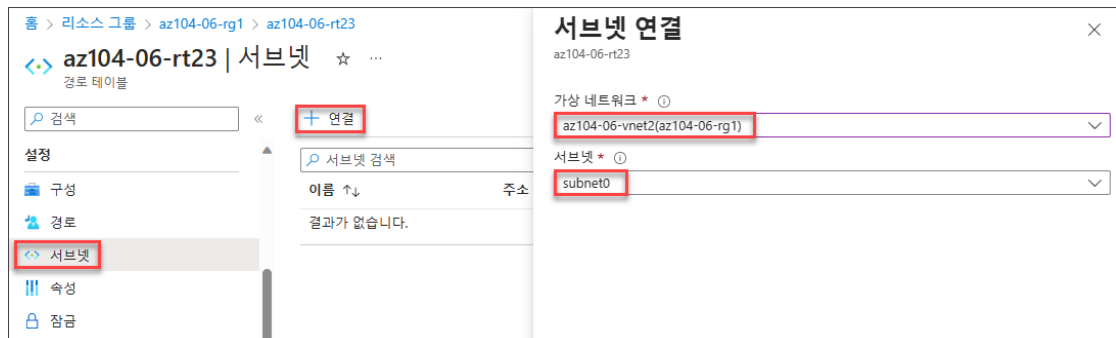 홈 > 리소스 그룹 > az104-06-rg1 > az104-06-rt23
az104-06-rt23 | 서브넷
경로 테이블
검색
설정
구성
경로
서브넷
속성
잠금
+ 연결
서브넷 검색
이름 ↑↓ 주소
결과가 없습니다.
서브넷 연결
az104-06-rt23
가상 네트워크 *
az104-06-vnet2(az104-06-rg1)
서브넷 *
subnet0